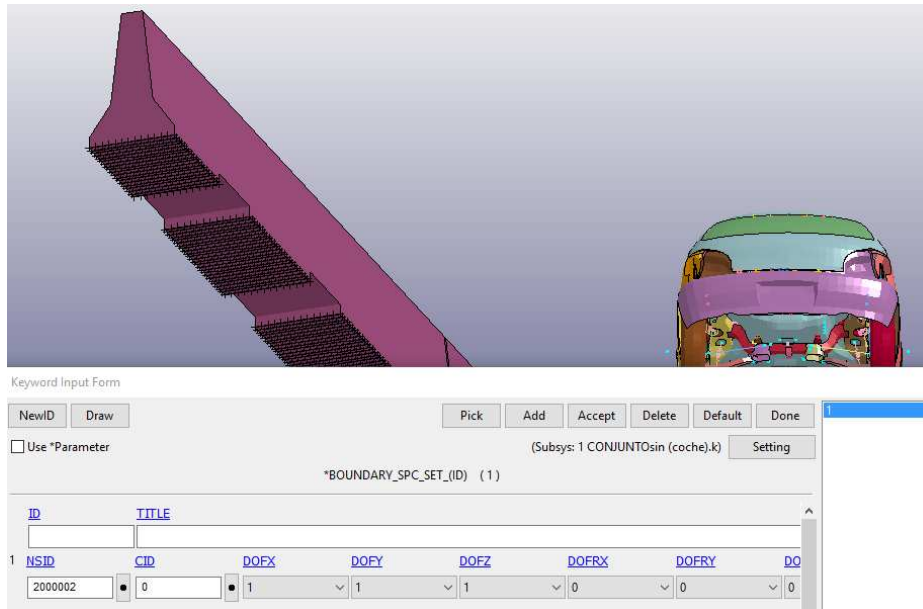 Keyword Input Form
NewID Draw Pick Add Accept Delete Default Done 1
Use *Parameter (Subsys: 1 CONJUNTOsin (coche).k) Setting
*BOUNDARY_SPC_SET_(ID) (1)
ID TITLE
1 NSID CID DOFX DOFY DOFZ DOFRX DOFRY DO
2000002 0 1 1 1 0 0 0